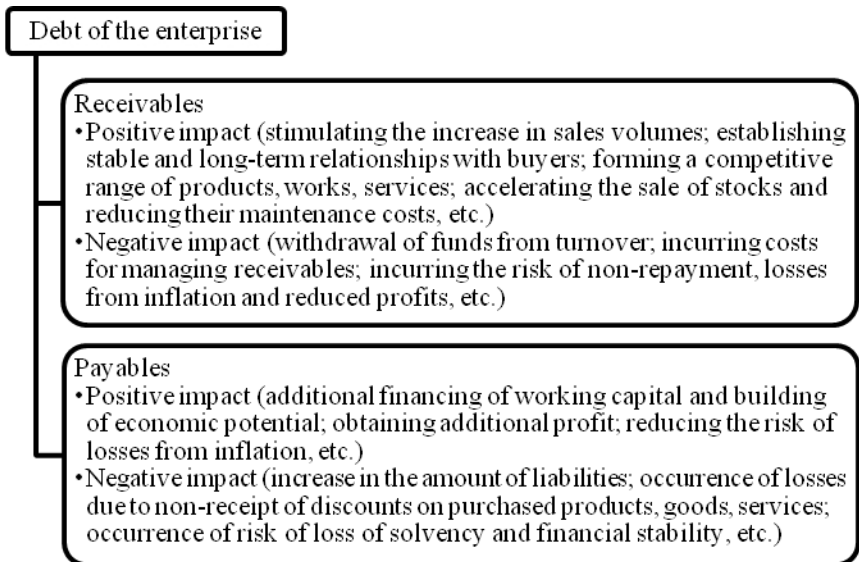 Debt of the enterprise
Receivables
•Positive impact (stimulating the increase in sales volumes; establishing
stable and long-term relationships with buyers; forming a competitive
range of products, works, services; accelerating the sale of stocks and
reducing their maintenance costs, etc.)
•Negative impact (withdrawal of funds from turnover; incurring costs
for managing receivables; incurring the risk of non-repayment, losses
from inflation and reduced profits, etc.)
Payables
•Positive impact (additional financing of working capital and building
of economic potential; obtaining additional profit; reducing the risk of
losses from inflation, etc.)
•Negative impact (increase in the amount of liabilities; occurrence of losses
due to non-receipt of discounts on purchased products, goods, services;
occurrence of risk of loss of solvency and financial stability, etc.)